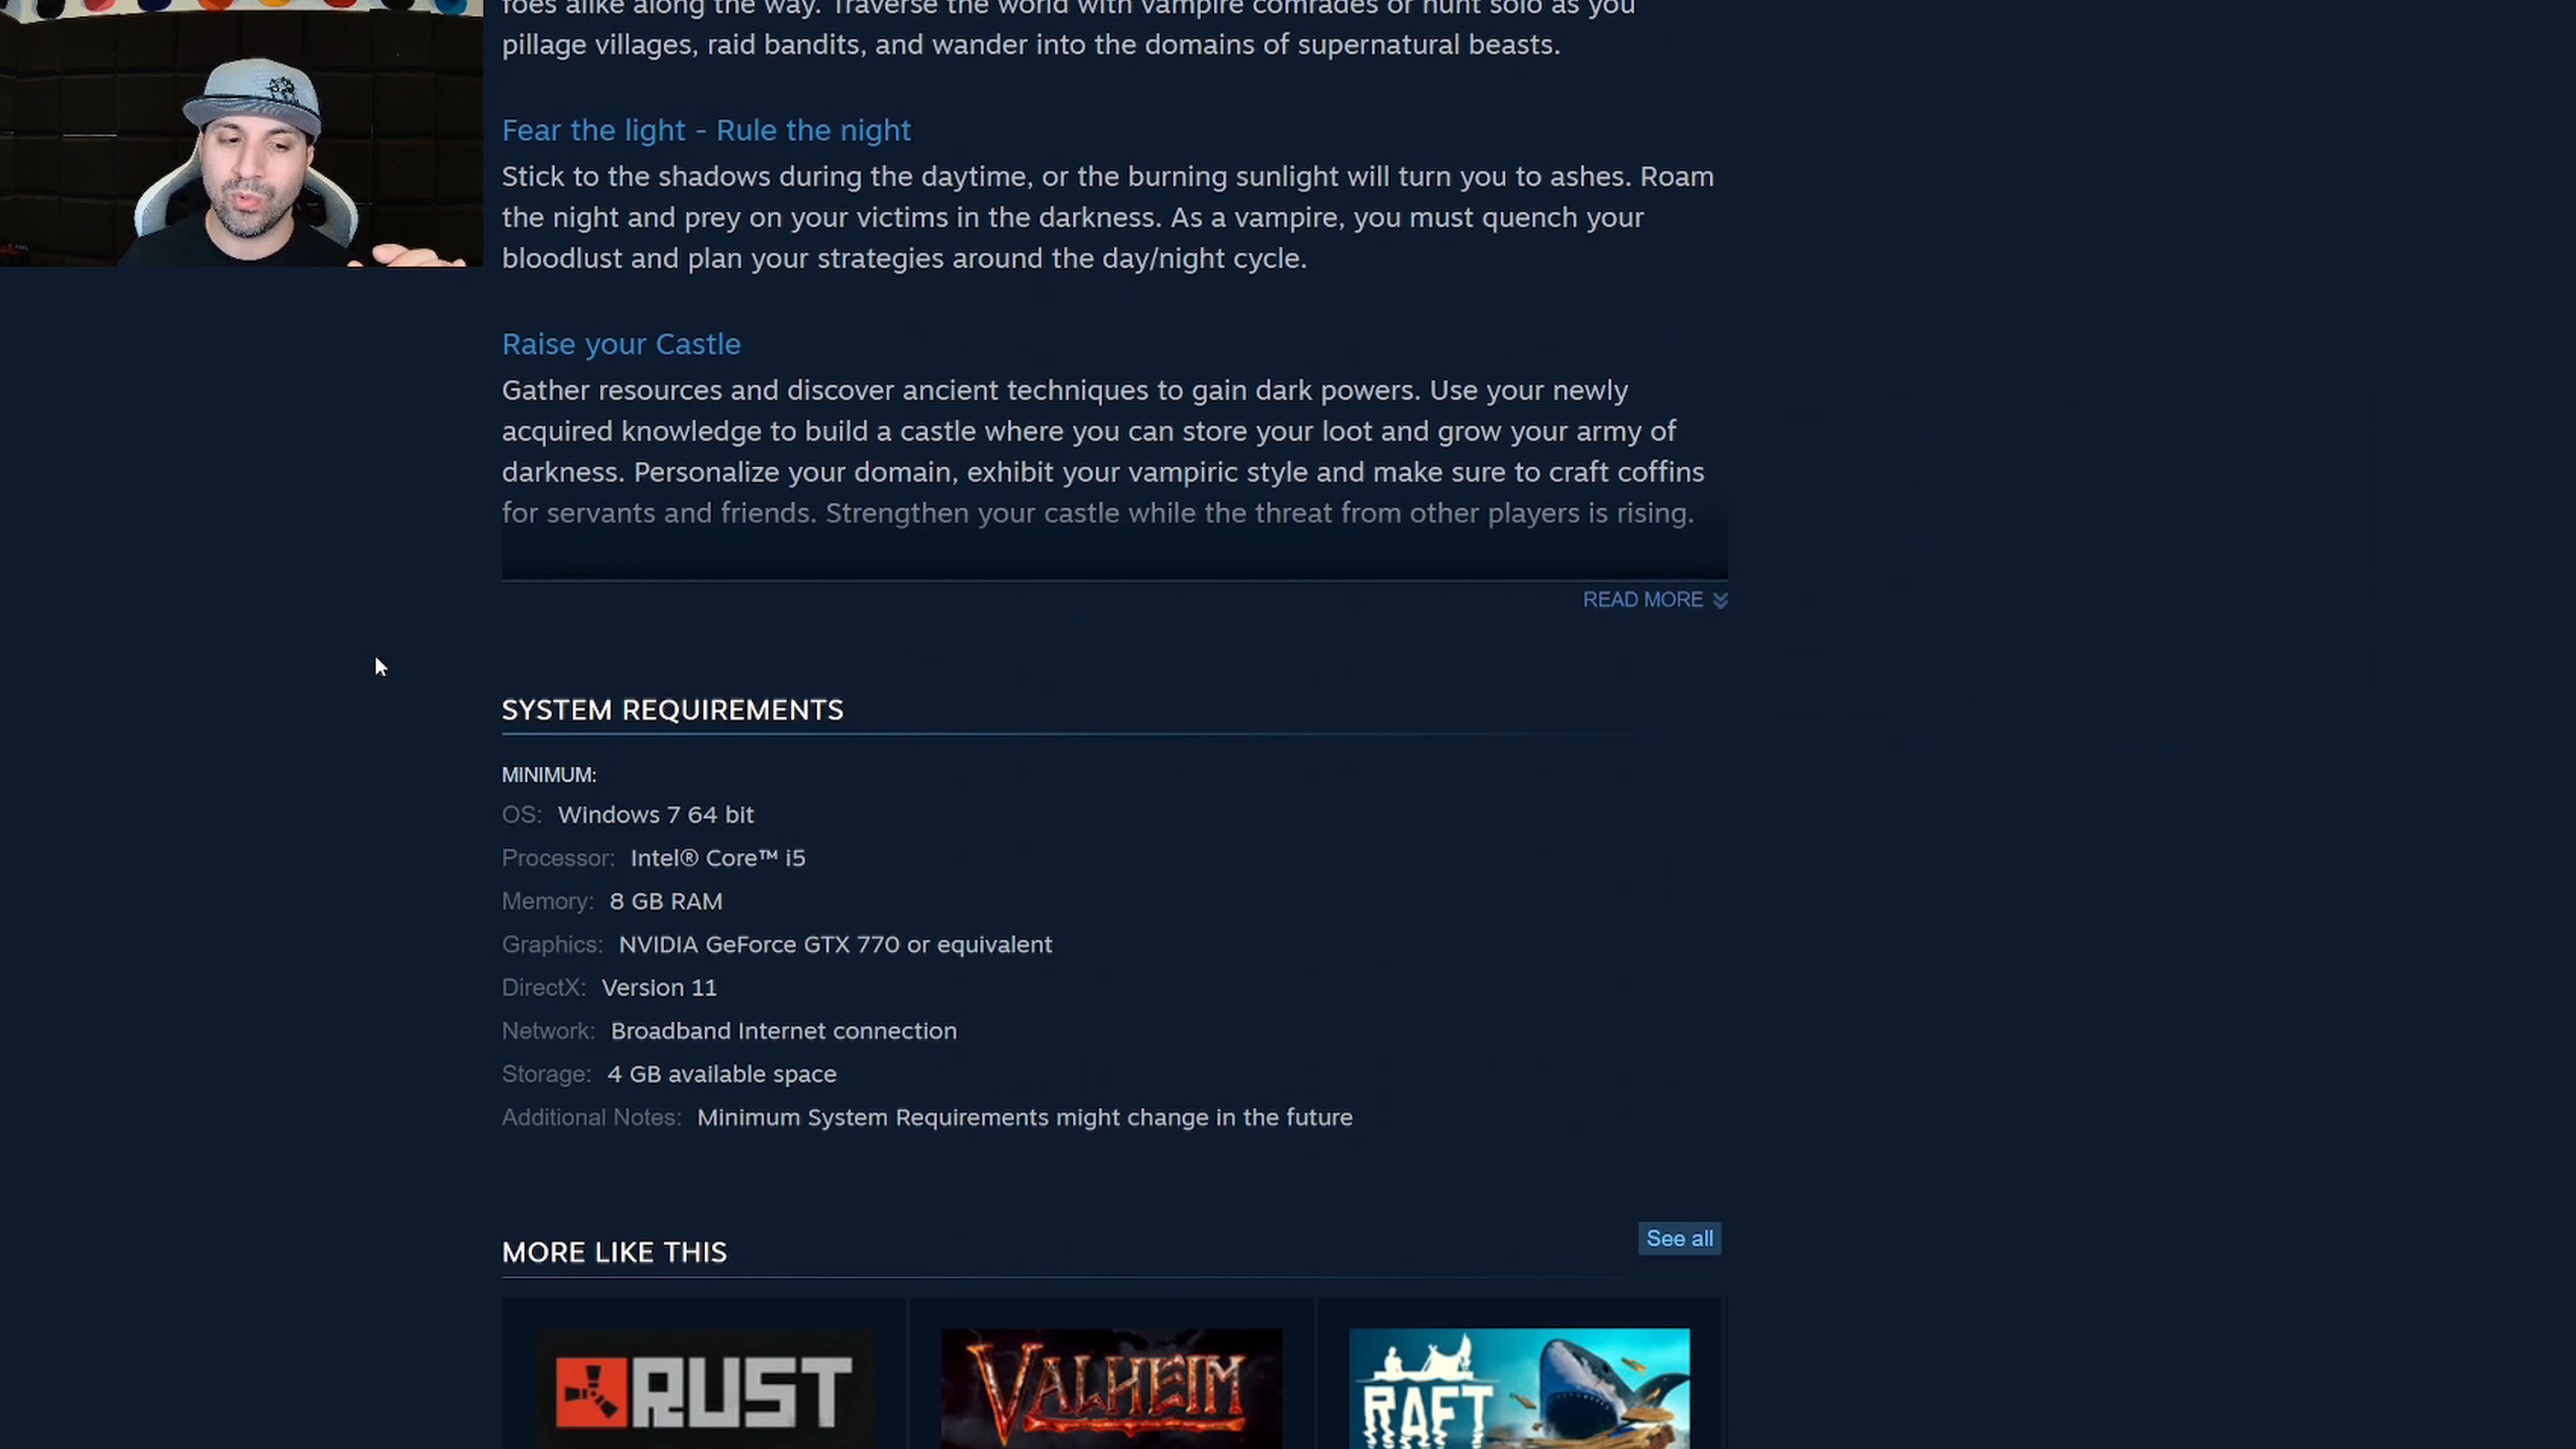 foes alike along the way. Traverse the world with vampire comrades or hunt solo as you
pillage villages, raid bandits, and wander into the domains of supernatural beasts.
Fear the light - Rule the night
Stick to the shadows during the daytime, or the burning sunlight will turn you to ashes. Roam
the night and prey on your victims in the darkness. As a vampire, you must quench your
bloodlust and plan your strategies around the day/night cycle.
Raise your Castle
Gather resources and discover ancient techniques to gain dark powers. Use your newly
acquired knowledge to build a castle where you can store your loot and grow your army of
darkness. Personalize your domain, exhibit your vampiric style and make sure to craft coffins
for servants and friends. Strengthen your castle while the threat from other players is rising.
READ MORE
SYSTEM REQUIREMENTS
MINIMUM:
OS: Windows 7 64 bit
Processor: Intel® Core™ i5
Memory: 8 GB RAM
Graphics: NVIDIA GeForce GTX 770 or equivalent
DirectX: Version 11
Network: Broadband Internet connection
Storage: 4 GB available space
Additional Notes: Minimum System Requirements might change in the future
MORE LIKE THIS
See all
RUST
VALHEIM
RAFT